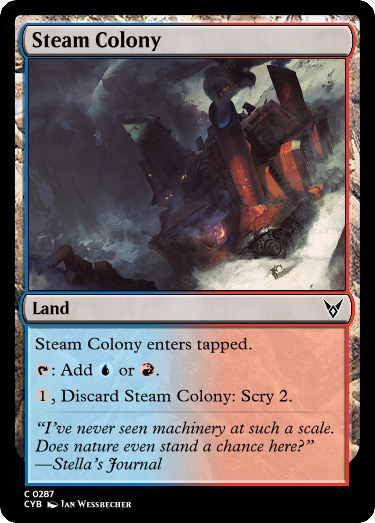 Steam Colony
Land
Steam Colony enters tapped.
: Add or .
1, Discard Steam Colony: Scry 2.
"I've never seen machinery at such a scale.
Does nature even stand a chance here?"
—Stella's Journal
C 0287
CYB Ian Wessbecher